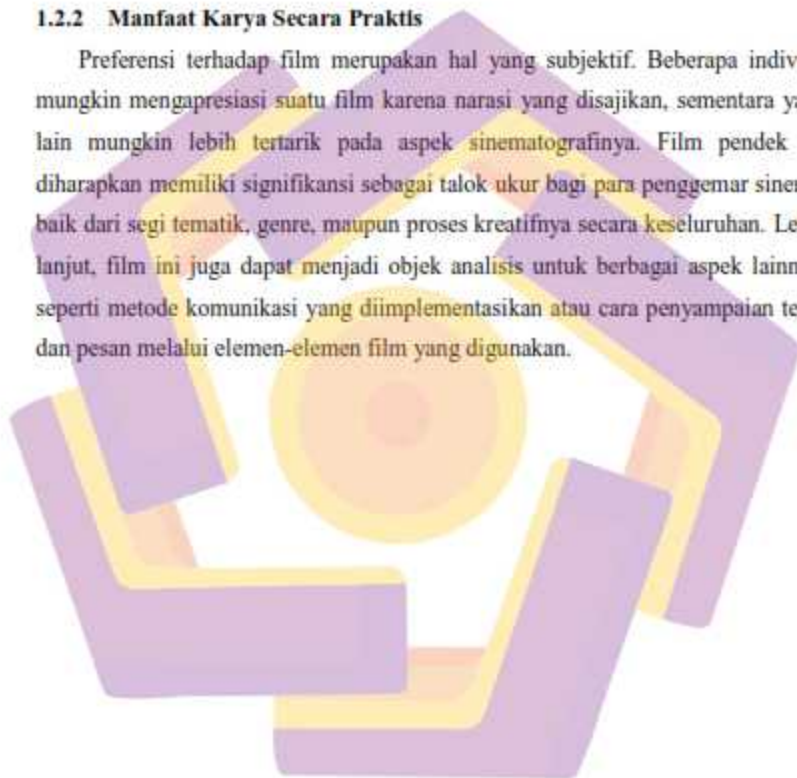 1.2.2 Manfaat Karya Secara Praktis
Preferensi terhadap film merupakan hal yang subjektif. Beberapa indiv
mungkin mengapresiasi suatu film karena narasi yang disajikan, sementara ya
lain mungkin lebih tertarik pada aspek sinematografinya. Film pendek
diharapkan memiliki signifikansi sebagai talok ukur bagi para penggemar siner
baik dari segi tematik, genre, maupun proses kreatifnya secara keseluruhan. Le
lanjut, film ini juga dapat menjadi objek analisis untuk berbagai aspek lainn
seperti metode komunikasi yang diimplementasikan atau cara penyampaian te
dan pesan melalui elemen-elemen film yang digunakan.